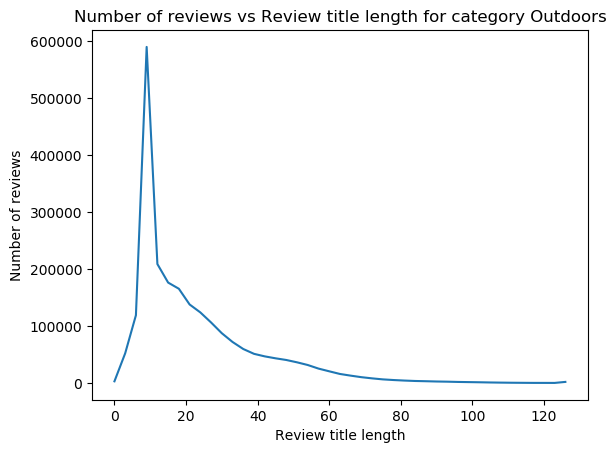 Number of reviews vs Review title length for category Outdoors
600000
500000
400000
300000
200000
100000
0
Number of reviews
0 20 40 60 80 100 120
Review title length